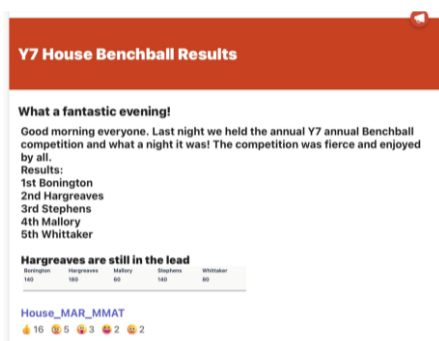 Y7 House Benchball Results
What a fantastic evening!
Good morning everyone. Last night we held the annual Y7 annual Benchball
competition and what a night it was! The competition was fierce and enjoyed
by all.
Results:
1st Bonington
2nd Hargreaves
3rd Stephens
4th Mallory
5th Whittaker
Hargreaves are still in the lead
Bonington Hargreaves Mallory Stephens Whittaker
140 180 60 140 80
House_MAR_MMAT
16 5 3 2 2